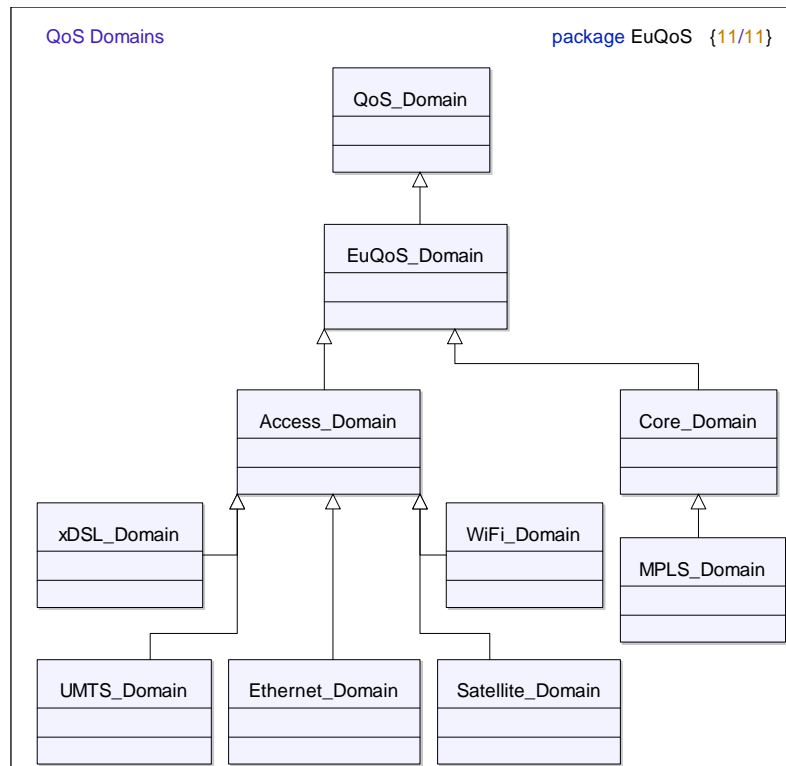 QoS Domains
package EuQoS {11/11}
QoS_Domain
EuQoS_Domain
Access_Domain
Core_Domain
xDSL_Domain
WiFi_Domain
MPLS_Domain
UMTS_Domain
Ethernet_Domain
Satellite_Domain